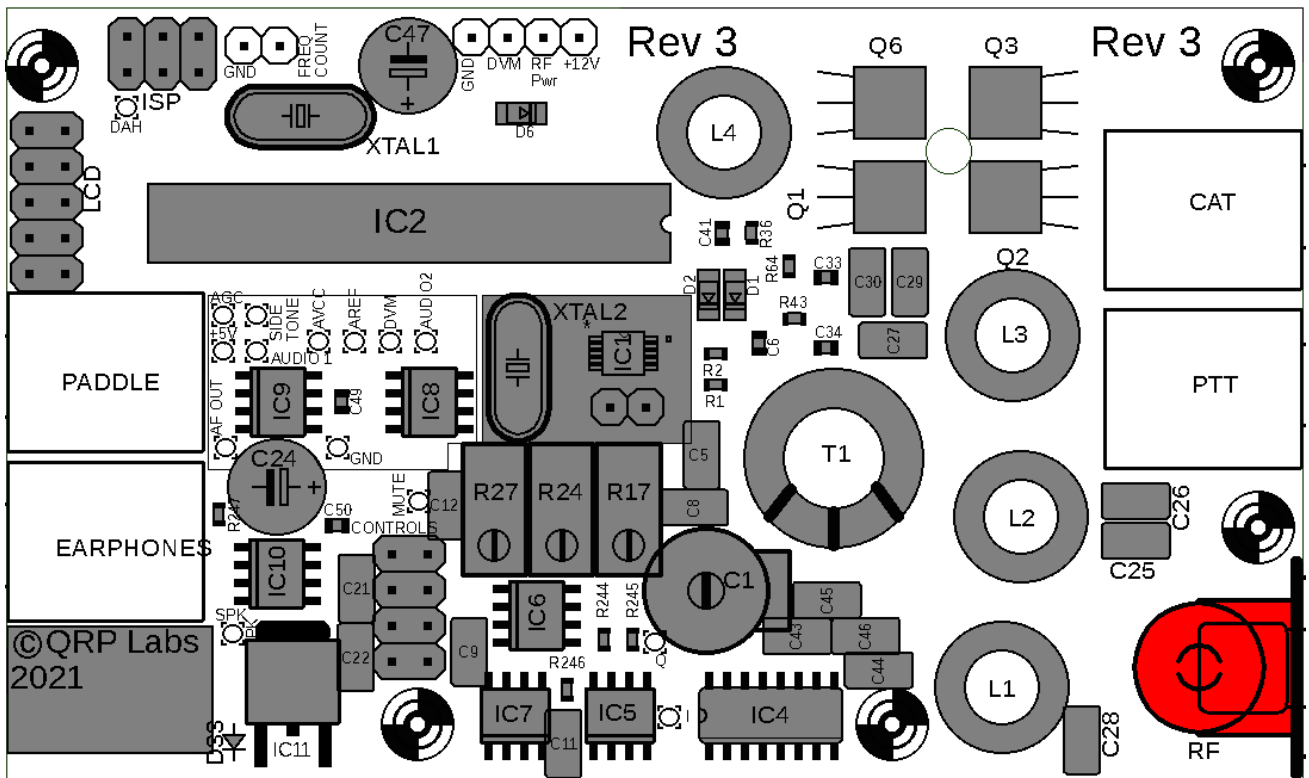 C47
Rev 3
Rev 3
Q6
Q3
GND
FREQ
COUNT
GND
DVM
RF
Pwr
+12V
ISP
DAH
XTAL1
D6
L4
LCD
IC2
Q1
CAT
C41
R36
Q2
R64
C33
C30
C29
D2
D1
AGC
+5V
SIDE
TONE
AVCC
AREF
DVM
AUDIO2
XTAL2
*
R43
C34
C6
C27
L3
AUDIO 1
IC1
R2
R1
PADDLE
PTT
AF OUT
IC9
C49
IC8
GND
C24
+
T1
C5
MUTE
C12
R27
R24
R17
C8
R247
C50
CONTROLS
L2
C26
C25
EARPHONES
IC10
C21
C1
C45
SPK
IC6
R244
R245
C43
C46
©QRP Labs
2021
C22
C9
Q
C44
R246
L1
IC7
IC5
I
IC4
D33
IC11
C11
C28
RF